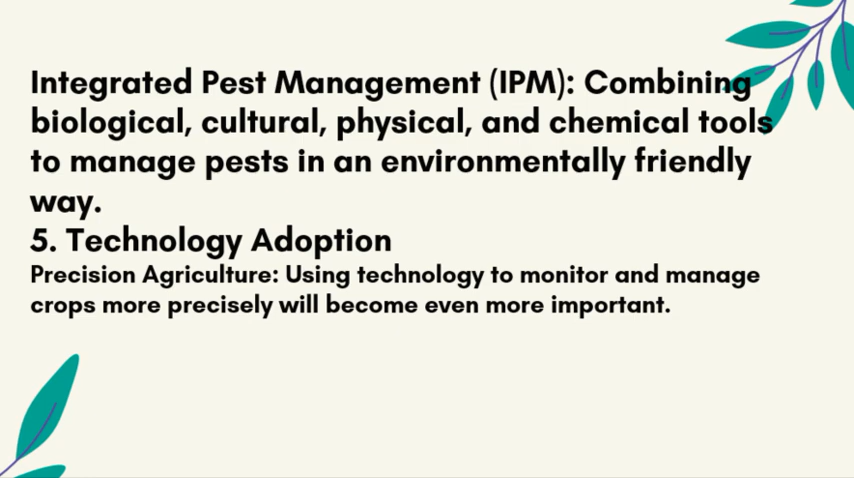 Integrated Pest Management (IPM): Combining
biological, cultural, physical, and chemical tools
to manage pests in an environmentally friendly
way.
5. Technology Adoption
Precision Agriculture: Using technology to monitor and manage
crops more precisely will become even more important.